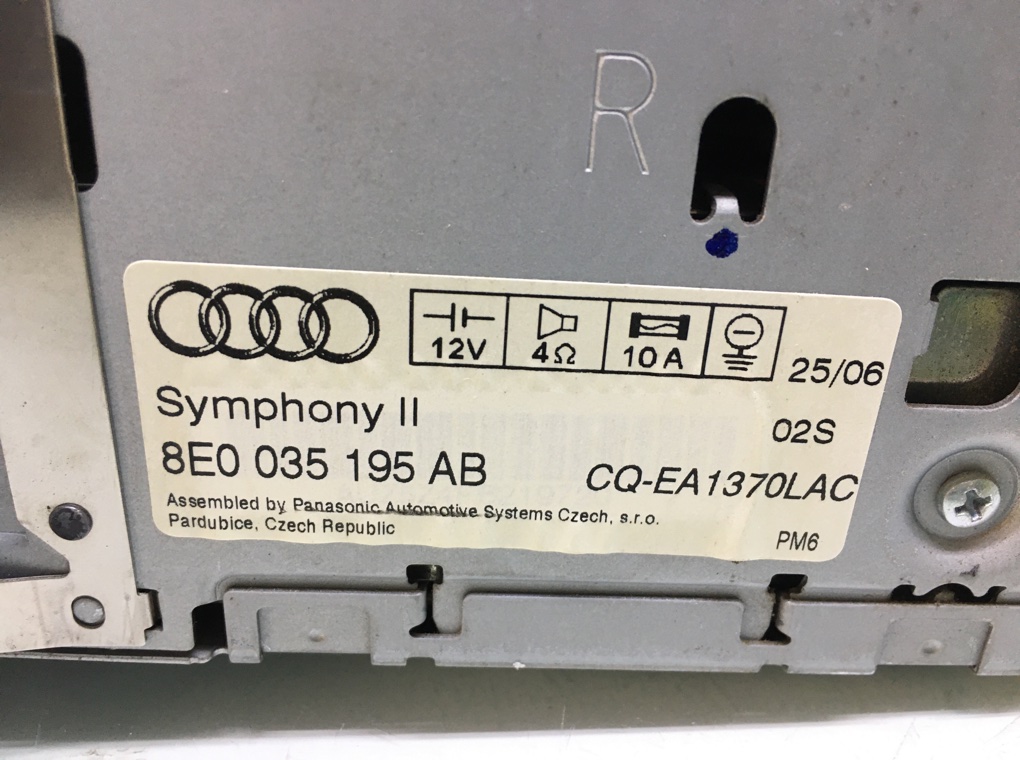 R
12V 4Ω 10 A
25/06
Symphony II
02S
8E0 035 195 AB
CQ-EA1370LAC
Assembled by Panasonic Automotive Systems Czech, s.r.o.
Pardubice, Czech Republic
PM6